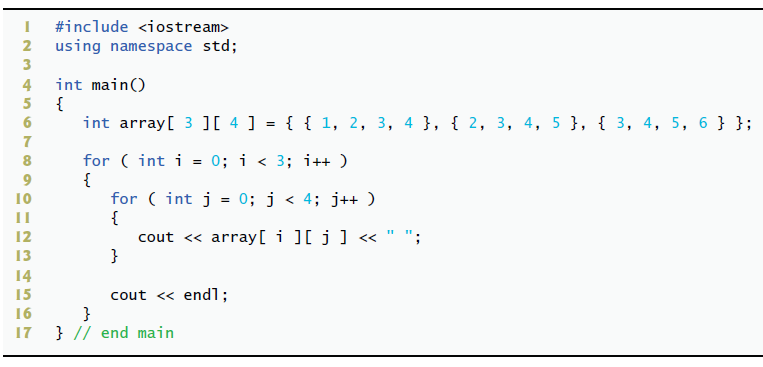 1 #include <iostream>
2 using namespace std;
3
4 int main()
5 {
6 int array[ 3 ][ 4 ] = { { 1, 2, 3, 4 }, { 2, 3, 4, 5 }, { 3, 4, 5, 6 } };
7
8 for ( int i = 0; i < 3; i++ )
9 {
10 for ( int j = 0; j < 4; j++ )
11 {
12 cout << array[ i ][ j ] << " ";
13 }
14
15 cout << endl;
16 }
17 } // end main